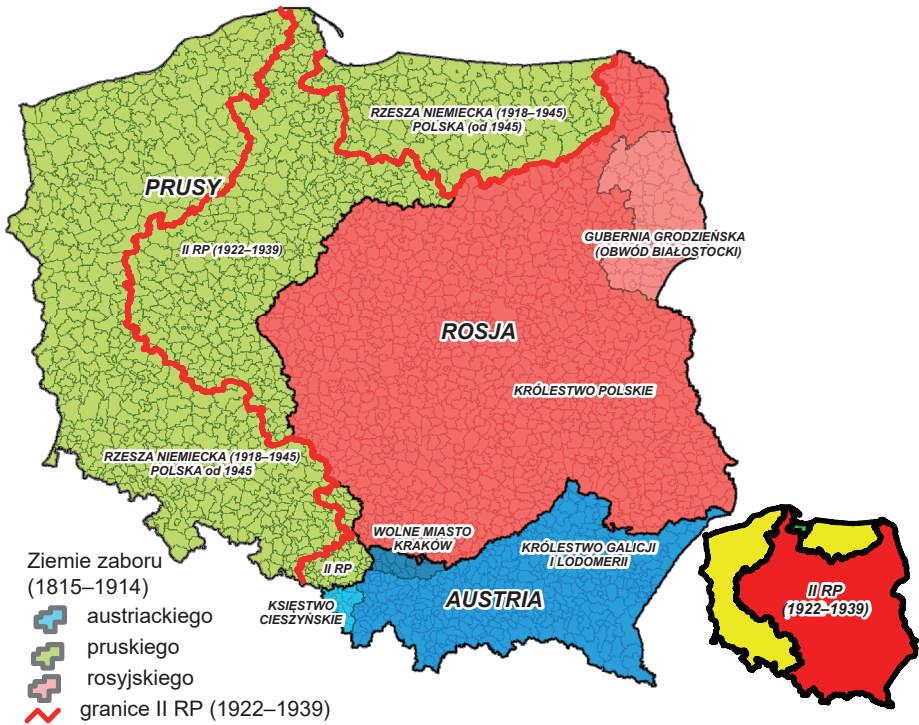 RZESZA NIEMIECKA (1918–1945)
POLSKA (od 1945)
PRUSY
II RP (1922–1939)
GUBERNIA GRODZIEŃSKA
(OBWÓD BIAŁOSTOCKI)
ROSJA
KRÓLESTWO POLSKIE
RZESZA NIEMIECKA (1918–1945)
POLSKA od 1945
WOLNE MIASTO
KRAKÓW
KRÓLESTWO GALICJI
I LODOMERII
II RP
AUSTRIA
KSIĘSTWO
CIESZYŃSKIE
Ziemie zaboru
(1815–1914)
austriackiego
pruskiego
rosyjskiego
granice II RP (1922–1939)
II RP
(1922–1939)